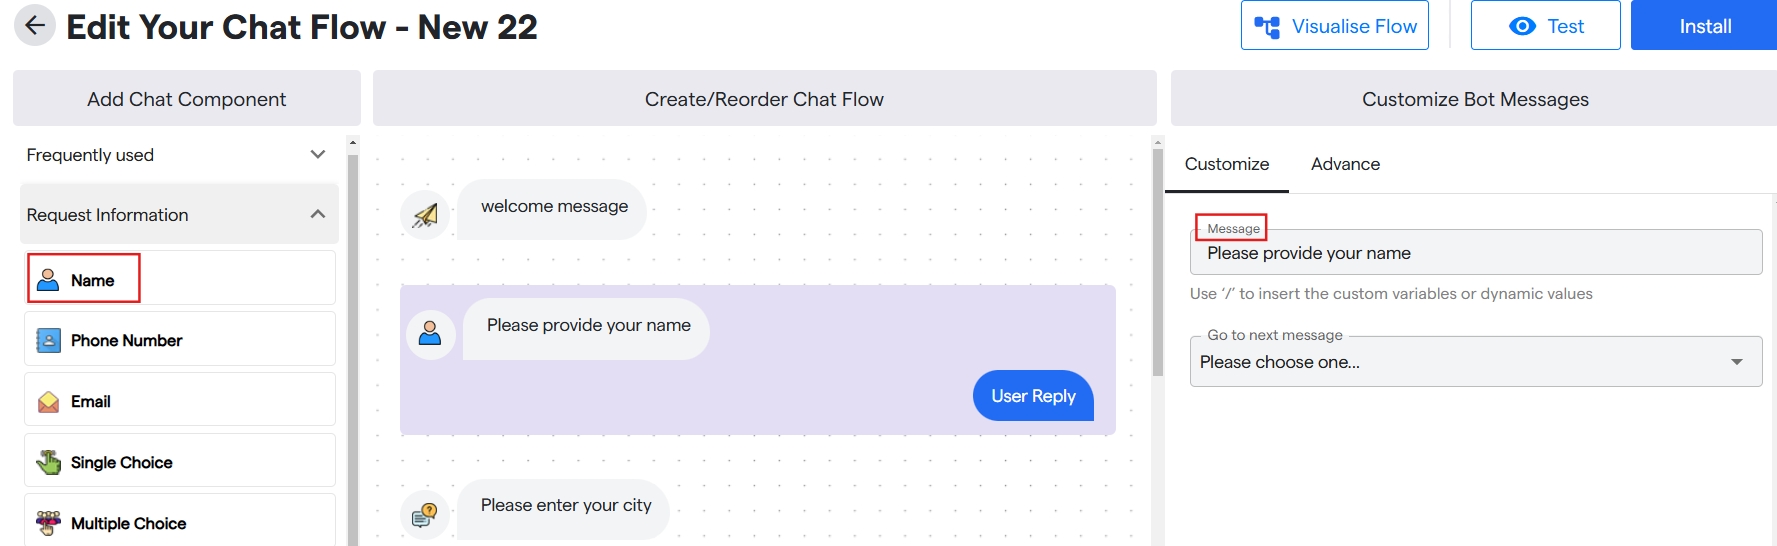 Edit Your Chat Flow - New 22
Visualise Flow
Test
Install
Add Chat Component
Create/Reorder Chat Flow
Customize Bot Messages
Frequently used
Request Information
Name
Phone Number
Email
Single Choice
Multiple Choice
welcome message
Please provide your name
User Reply
Please enter your city
Customize
Advance
Message
Please provide your name
Use ‘/’ to insert the custom variables or dynamic values
Go to next message
Please choose one...